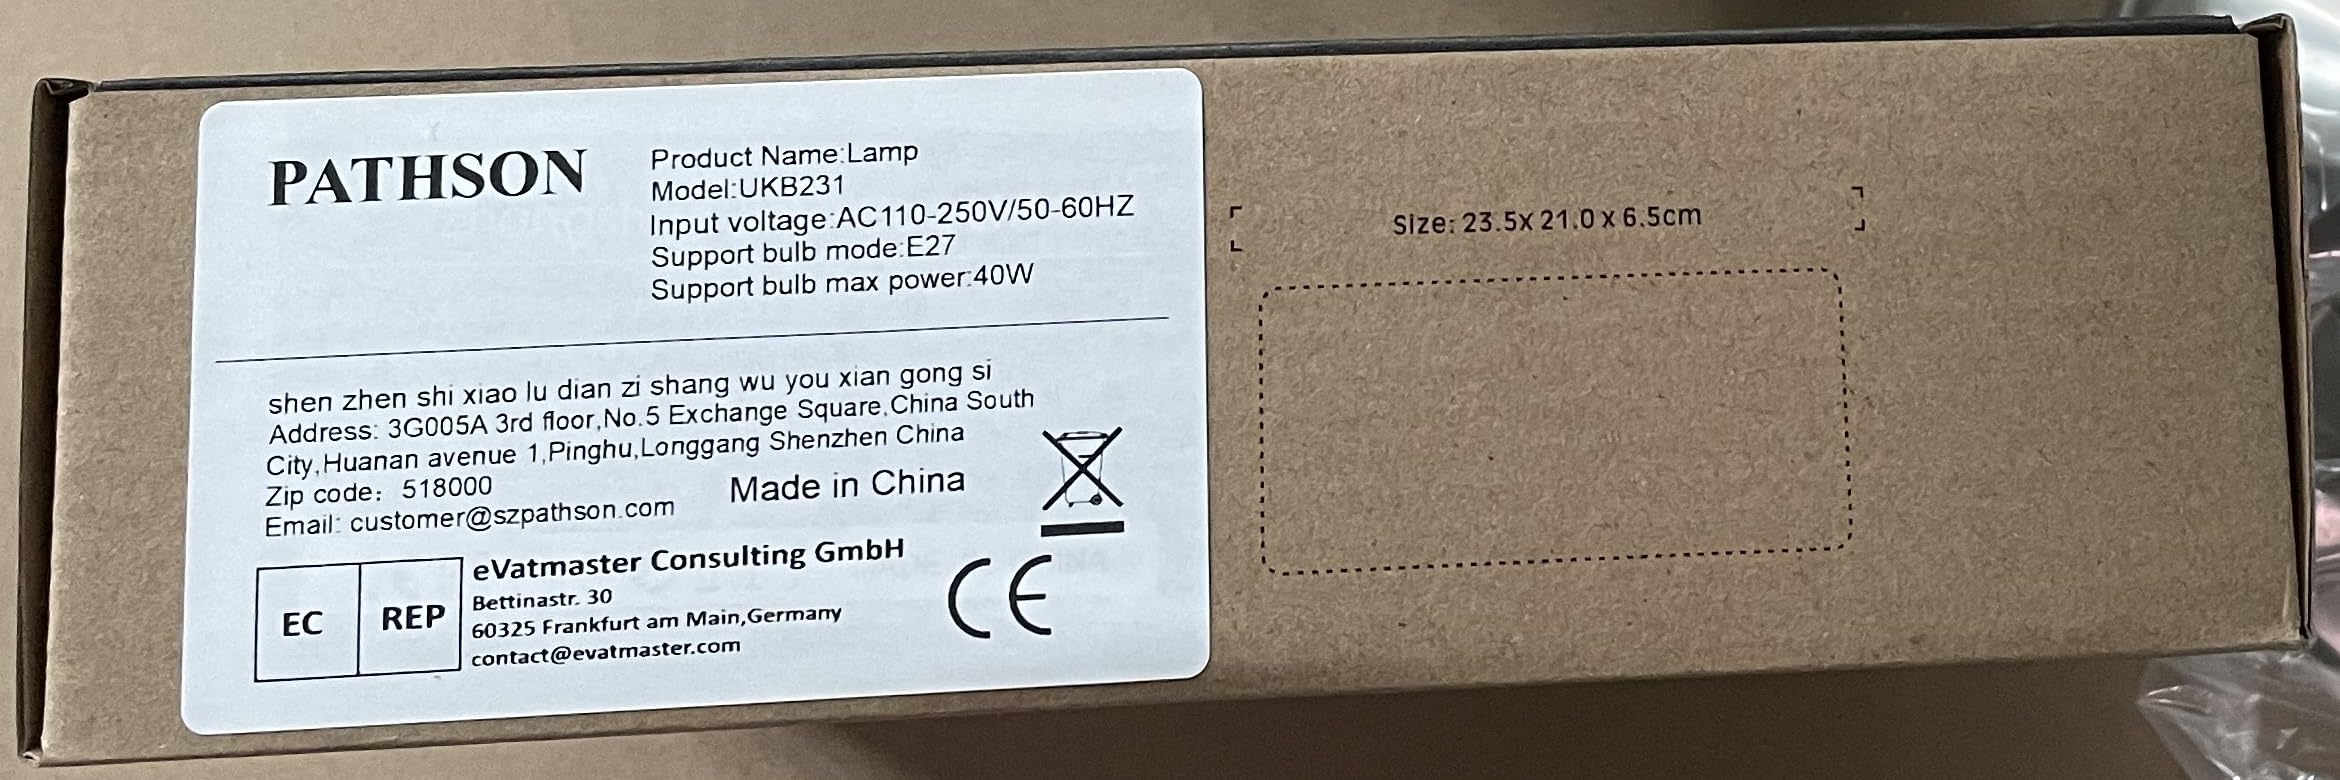 PATHSON
Product Name:Lamp
Model:UKB231
Input voltage:AC110-250V/50-60HZ
Support bulb mode:E27
Support bulb max power:40W
shen zhen shi xiao lu dian zi shang wu you xian gong si
Address: 3G005A 3rd floor,No.5 Exchange Square,China South
City,Huanan avenue 1,Pinghu,Longgang Shenzhen China
Zip code: 518000
Email: customer@szpathson.com
Made in China
EC REP
eVatmaster Consulting GmbH
Bettinastr. 30
60325 Frankfurt am Main,Germany
contact@evatmaster.com
CE
Size: 23.5x 21.0 x 6.5cm